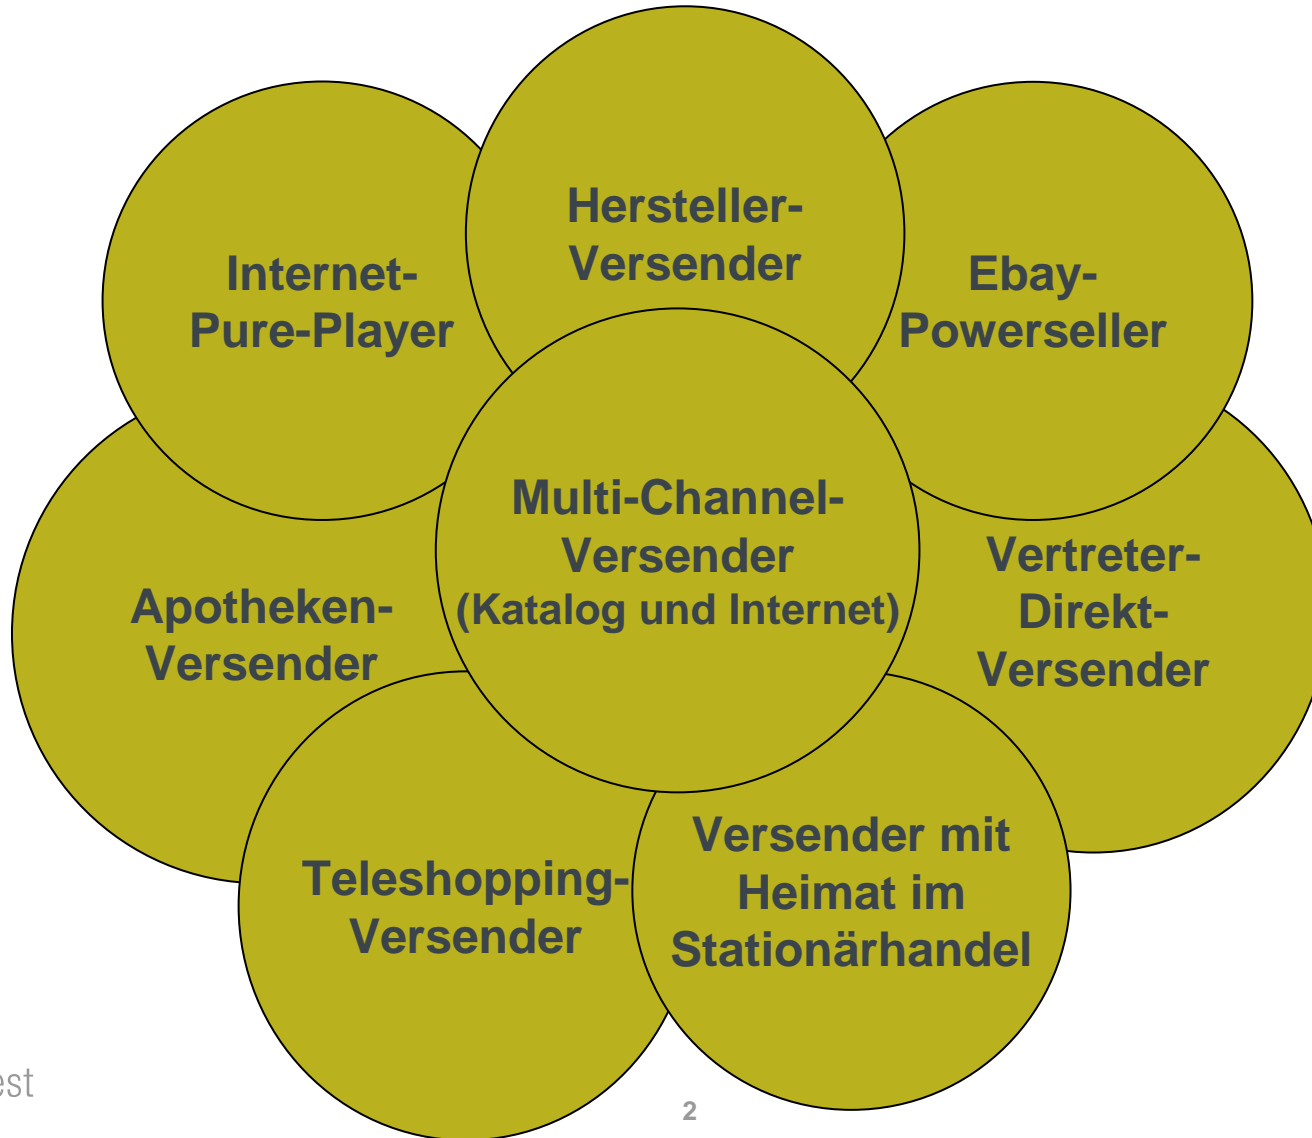 Hersteller-
Versender
Internet-
Pure-Player
Ebay-
Powerseller
Multi-Channel-
Versender
(Katalog und Internet)
Apotheken-
Versender
Vertreter-
Direkt-
Versender
Teleshopping-
Versender
Versender mit
Heimat im
Stationärhandel
est
2